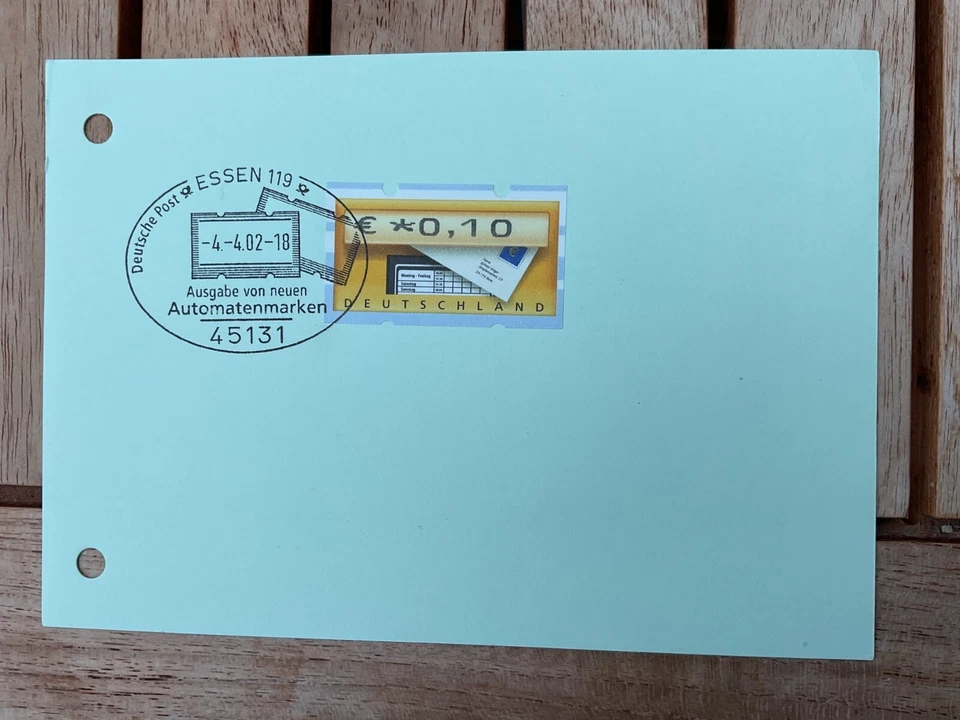 Deutsche Post ESSEN 119
-4.-4.02-18
Ausgabe von neuen
Automatenmarken
45131
€ *0,10
Montag - Freitag
Samstag
Sonntag
DEUTSCHLAND